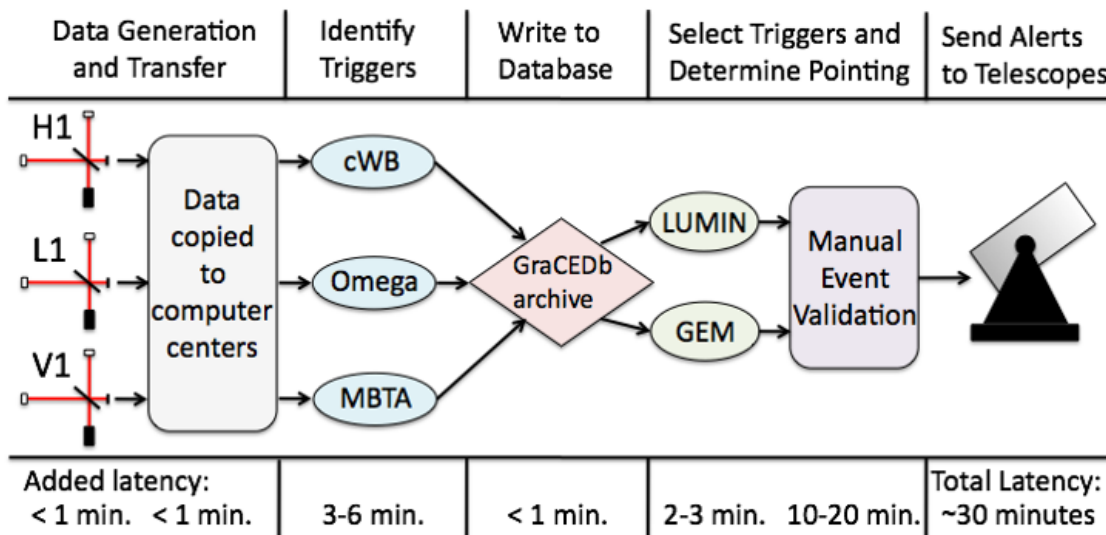 Data Generation
and Transfer
Identify
Triggers
Write to
Database
Select Triggers and
Determine Pointing
Send Alerts
to Telescopes
H1
L1
V1
Data
copied
to
computer
centers
cWB
Omega
MBTA
GraCEDb
archive
LUMIN
GEM
Manual
Event
Validation
Added latency:
< 1 min.
< 1 min.
3-6 min.
< 1 min.
2-3 min.
10-20 min.
Total Latency:
~30 minutes